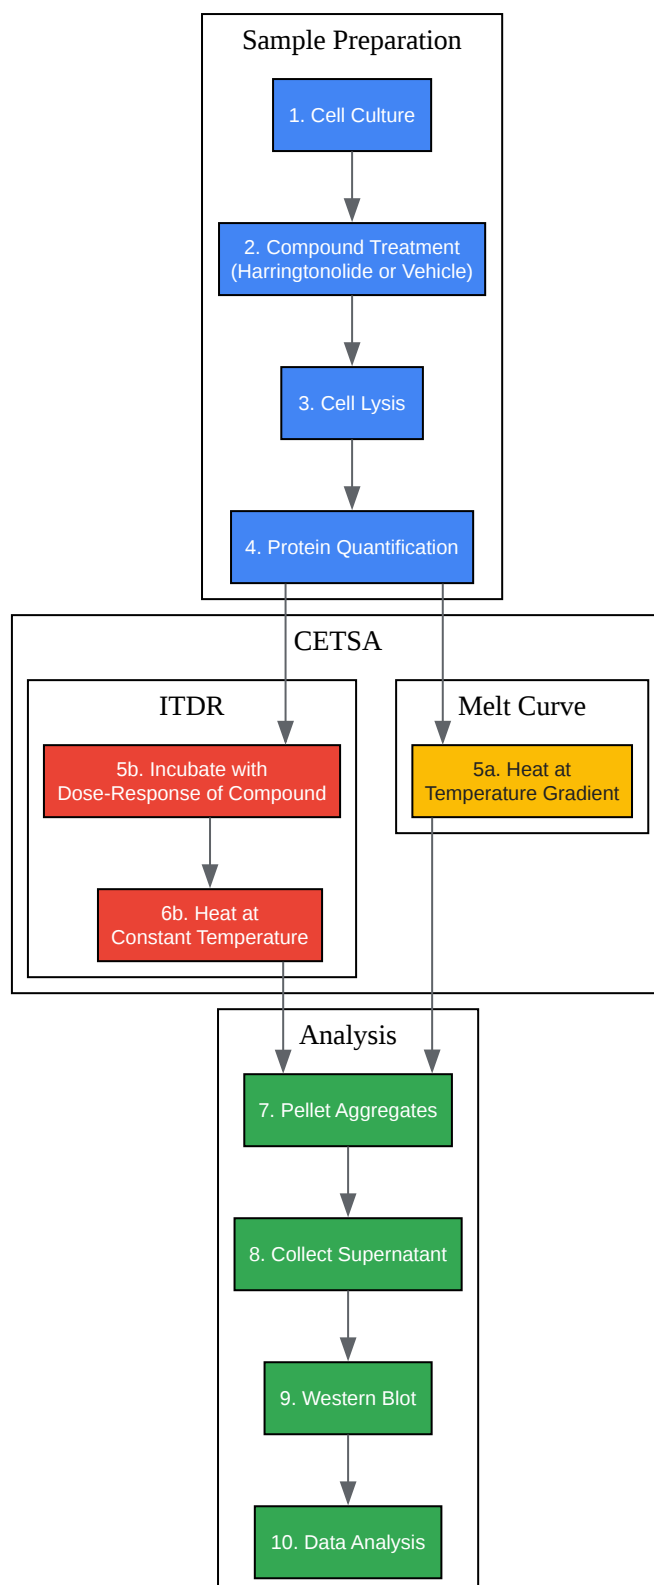 Sample Preparation
1. Cell Culture
2. Compound Treatment
(Harringtonolide or Vehicle)
3. Cell Lysis
4. Protein Quantification
CETSA
ITDR
5b. Incubate with
Dose-Response of Compound
6b. Heat at
Constant Temperature
Melt Curve
5a. Heat at
Temperature Gradient
Analysis
7. Pellet Aggregates
8. Collect Supernatant
9. Western Blot
10. Data Analysis